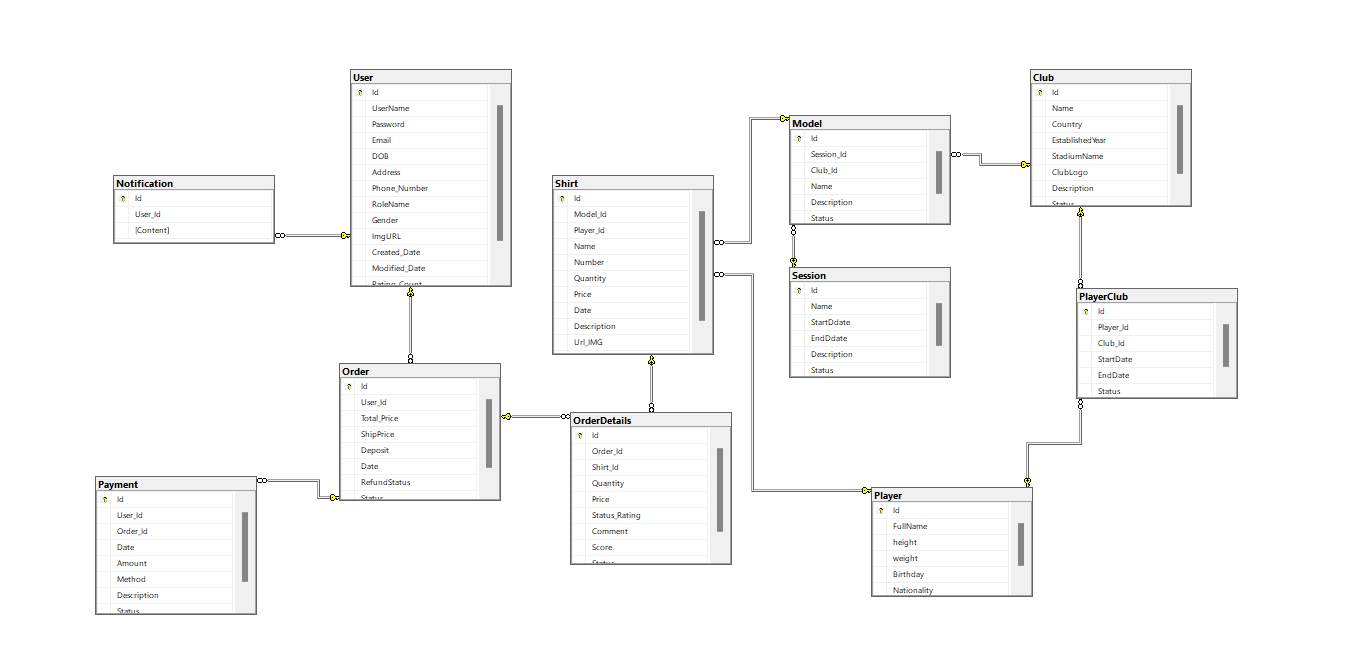 User
Id
UserName
Password
Email
DOB
Address
Phone_Number
RoleName
Gender
ImgURL
Created_Date
Modified_Date
Rating_Count
Club
Id
Name
Country
EstablishedYear
StadiumName
ClubLogo
Description
Status
Model
Id
Session_Id
Club_Id
Name
Description
Status
Notification
Id
User_Id
[Content]
Shirt
Id
Model_Id
Player_Id
Name
Number
Quantity
Price
Date
Description
Url_IMG
Session
Id
Name
StartDdate
EndDdate
Description
Status
PlayerClub
Id
Player_Id
Club_Id
StartDate
EndDate
Status
Order
Id
User_Id
Total_Price
ShipPrice
Deposit
Date
RefundStatus
Status
OrderDetails
Id
Order_Id
Shirt_Id
Quantity
Price
Status_Rating
Comment
Score
Status
Payment
Id
User_Id
Order_Id
Date
Amount
Method
Description
Status
Player
Id
FullName
height
weight
Birthday
Nationality